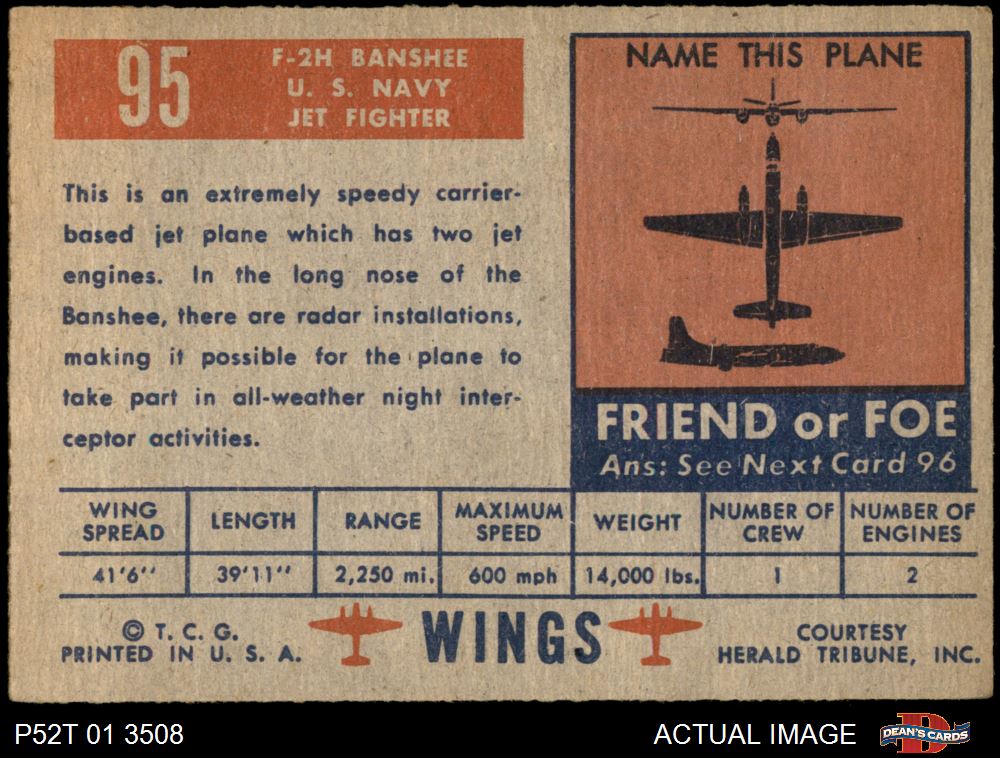 95
F-2H BANSHEE
U. S. NAVY
JET FIGHTER
This is an extremely speedy carrier-
based jet plane which has two jet
engines. In the long nose of the
Banshee, there are radar installations,
making it possible for the plane to
take part in all-weather night inter-
ceptor activities.
NAME THIS PLANE
FRIEND or FOE
Ans: See Next Card 96
WING SPREAD
LENGTH
RANGE
MAXIMUM SPEED
WEIGHT
NUMBER OF CREW
NUMBER OF ENGINES
41'6''
39'11''
2,250 mi.
600 mph
14,000 lbs.
1
2
© T. C. G.
PRINTED IN U. S. A.
WINGS
COURTESY
HERALD TRIBUNE, INC.
P52T 01 3508
ACTUAL IMAGE
D
DEAN'S CARDS